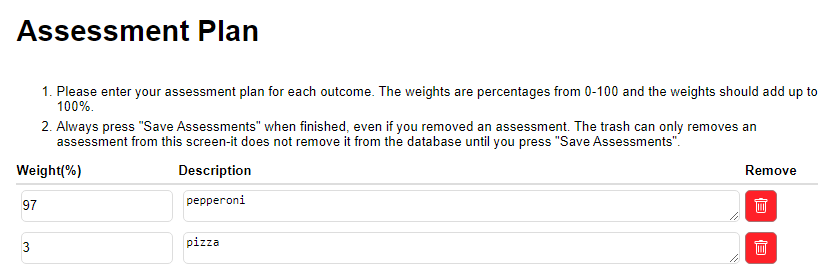 Assessment Plan
1. Please enter your assessment plan for each outcome. The weights are percentages from 0-100 and the weights should add up to
100%.
2. Always press "Save Assessments" when finished, even if you removed an assessment. The trash can only removes an
assessment from this screen-it does not remove it from the database until you press "Save Assessments".
Weight(%) Description Remove
97 pepperoni
3 pizza